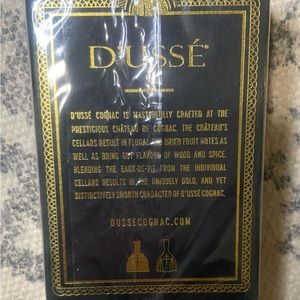 D'USSÉ®
D'USSÉ COGNAC IS MASTERFULLY CRAFTED AT THE
PRESTIGIOUS CHÂTEAU DE COGNAC. THE CHÂTEAU'S
CELLARS RESULT IN FLORAL AND DRIED FRUIT NOTES
AS WELL AS BRING OUT FLAVORS OF WOOD AND SPICE.
BLENDING THE EAUX-DE-VIE FROM THE INDIVIDUAL
CELLARS RESULTS IN THE UNIQUELY BOLD, AND YET
DISTINCTIVELY SMOOTH CHARACTER OF D'USSÉ COGNAC.
DUSSECOGNAC.COM